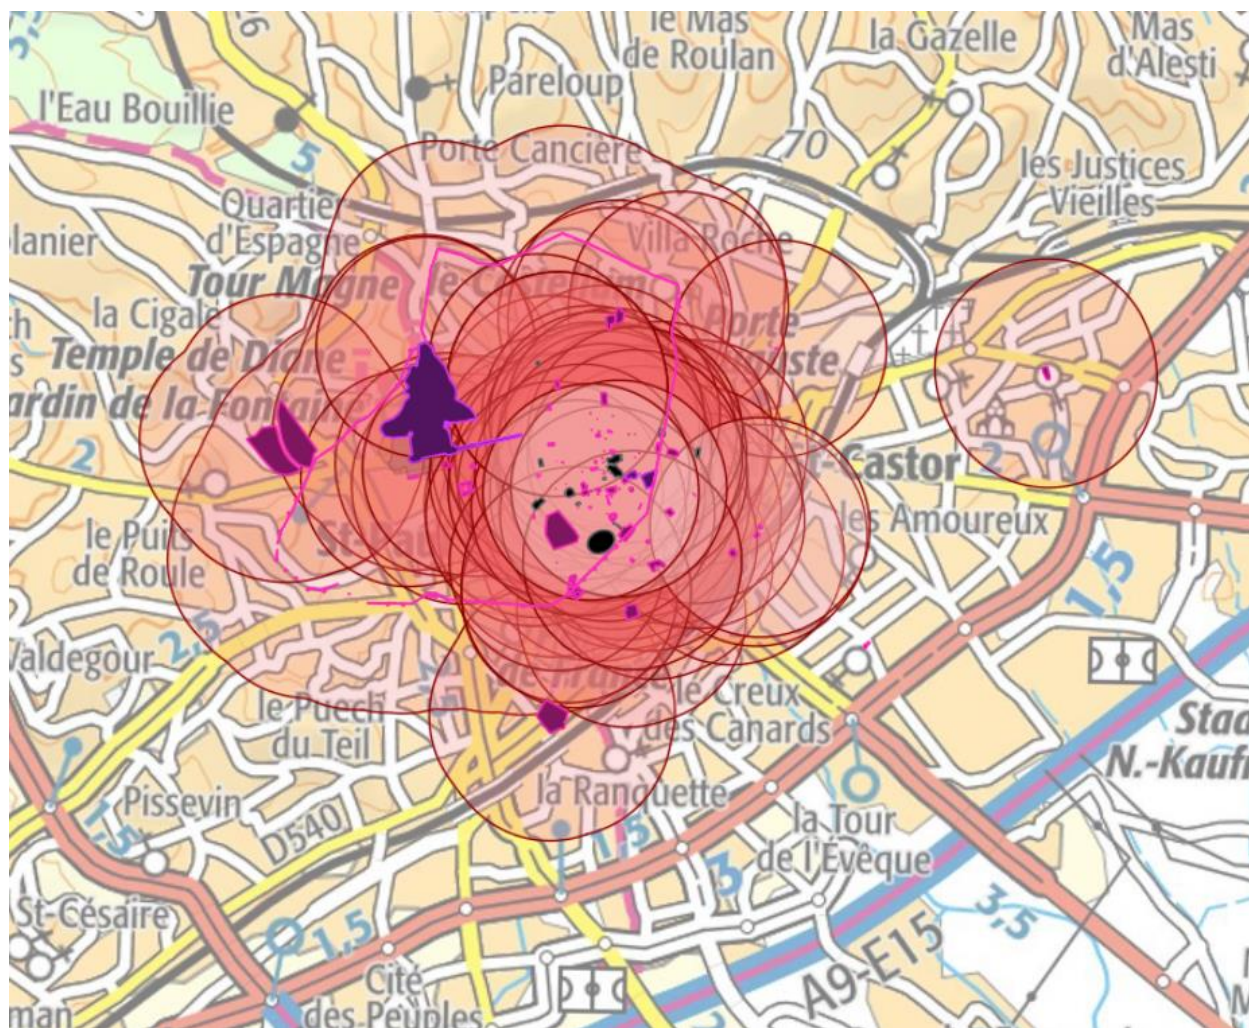 le Mas
de Roulan
la Gazelle
Mas
d'Alesti
Pareloup
l'Eau Bouillie
5
Porte Cancière
70
les Justices
Vieilles
Quartie
d'Espagne
lanier
Villa Roche
Tour Magne
la Cigale
Porte
Temple de Diane
ardin de la Fontaine
2
2
t-Castor
les Amoureux
le Puits
de Roule
1,5
2,5
Valdegour
le Creux
des Canards
le Puech
du Teil
Stad
N.-Kauf
la Ranquette
Pissevin
D540
1,5
1,5
la Tour
de l'Évêque
3
3,5
St-Césaire
1,5
A9-E15
Cité
des Peuples
man